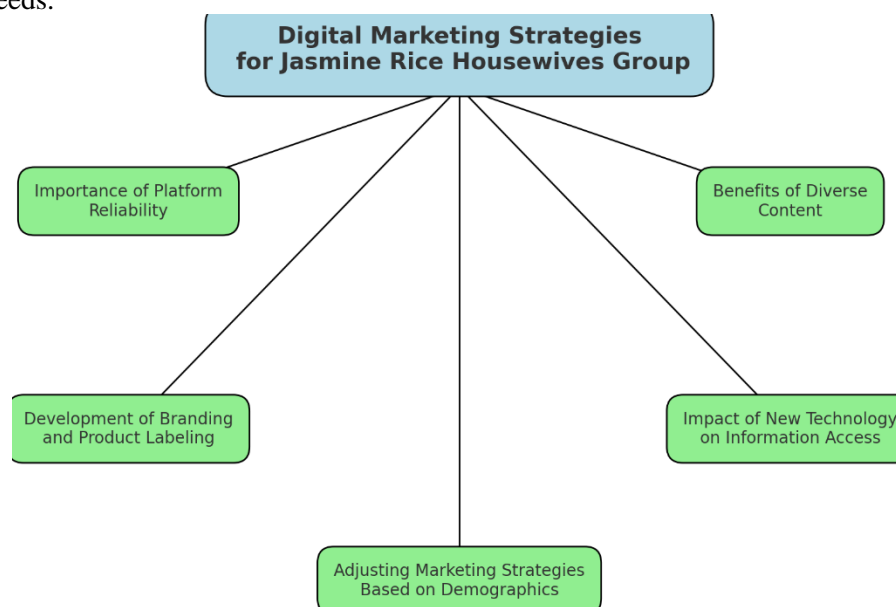 eeds.
Digital Marketing Strategies
for Jasmine Rice Housewives Group
Importance of Platform
Reliability
Benefits of Diverse
Content
Development of Branding
and Product Labeling
Impact of New Technology
on Information Access
Adjusting Marketing Strategies
Based on Demographics